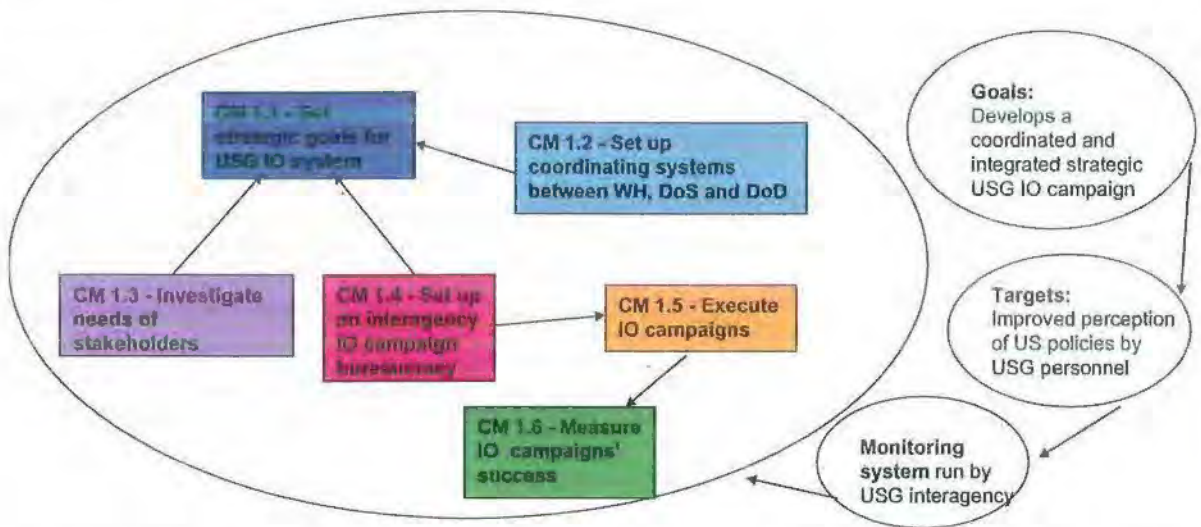 CM 1.1 - Set
strategic goals for
USG IO system
CM 1.2 - Set up
coordinating systems
between WH, DoS and DoD
CM 1.3 - Investigate
needs of
stakeholders
CM 1.4 - Set up
an interagency
IO campaign
bureaucracy
CM 1.5 - Execute
IO campaigns
CM 1.6 - Measure
IO campaigns'
success
Goals:
Develops a
coordinated and
integrated strategic
USG IO campaign
Targets:
Improved perception
of US policies by
USG personnel
Monitoring
system run by
USG interagency